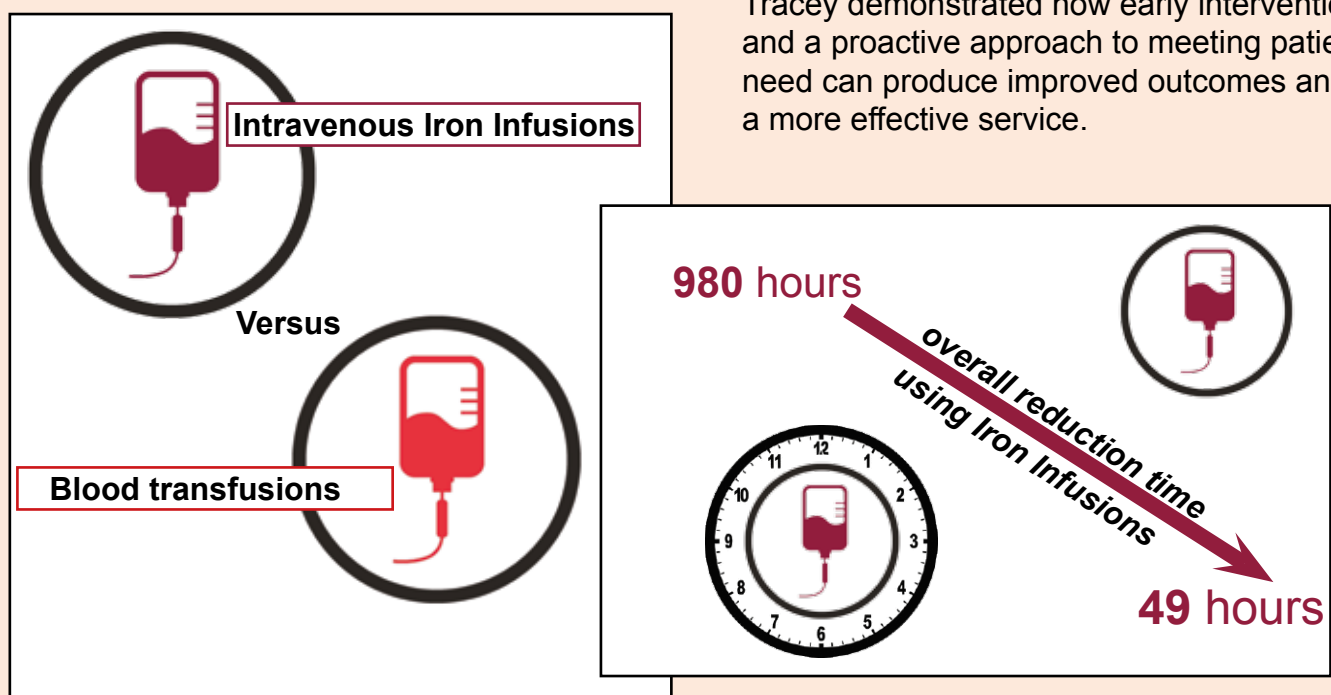 Tracey demonstrated how early
and a proactive approach to meeting
need can produce improved outcomes
a more effective service.
Intravenous Iron Infusions
Versus
Blood transfusions
980 hours
overall reduction time
using Iron Infusions
49 hours
12
1
2
3
4
5
6
7
8
9
10
11